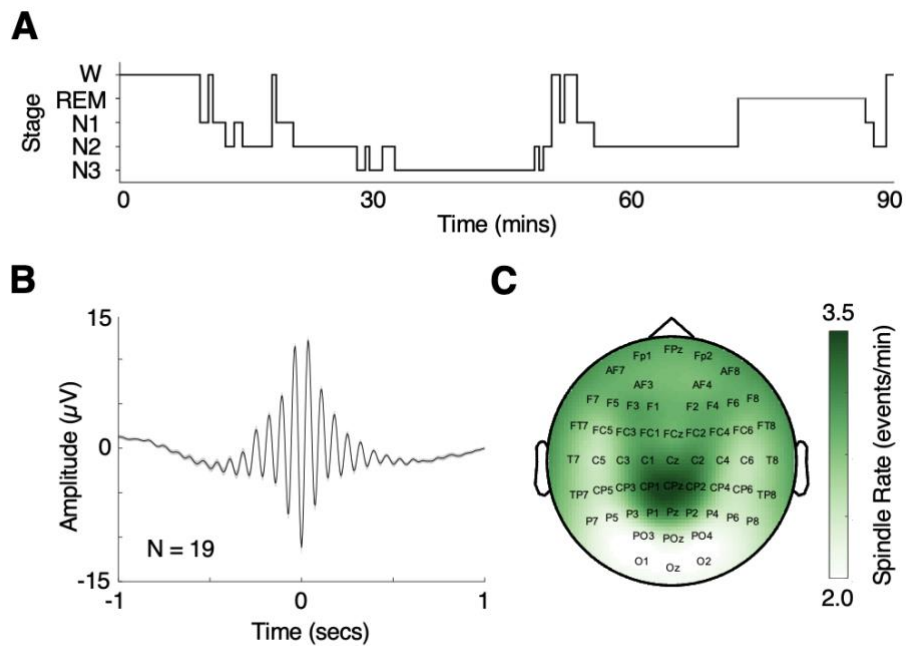 A
Stage
W
REM
N1
N2
N3
0 30 60 90
Time (mins)
B
Amplitude (µV)
15
0
-15
N = 19
-1 0 1
Time (secs)
C
Fp1 FPz Fp2
AF7 AF8
AF3 AF4
F7 F5 F3 F1 F2 F4 F6 F8
FT7 FC5 FC3 FC1 FCz FC2 FC4 FC6 FT8
T7 C5 C3 C1 Cz C2 C4 C6 T8
TP7 CP5 CP3 CP1 CPz CP2 CP4 CP6 TP8
P7 P5 P3 P1 Pz P2 P4 P6 P8
PO3 POz PO4
O1 Oz O2
3.5
2.0
Spindle Rate (events/min)